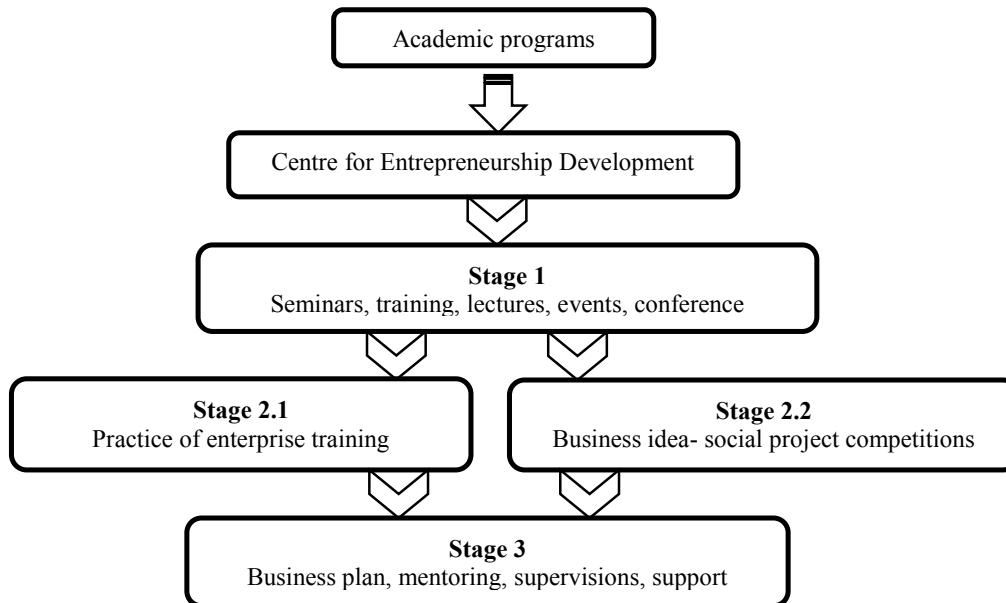 Academic programs
Centre for Entrepreneurship Development
Stage 1
Seminars, training, lectures, events, conference
Stage 2.1
Practice of enterprise training
Stage 2.2
Business idea- social project competitions
Stage 3
Business plan, mentoring, supervisions, support